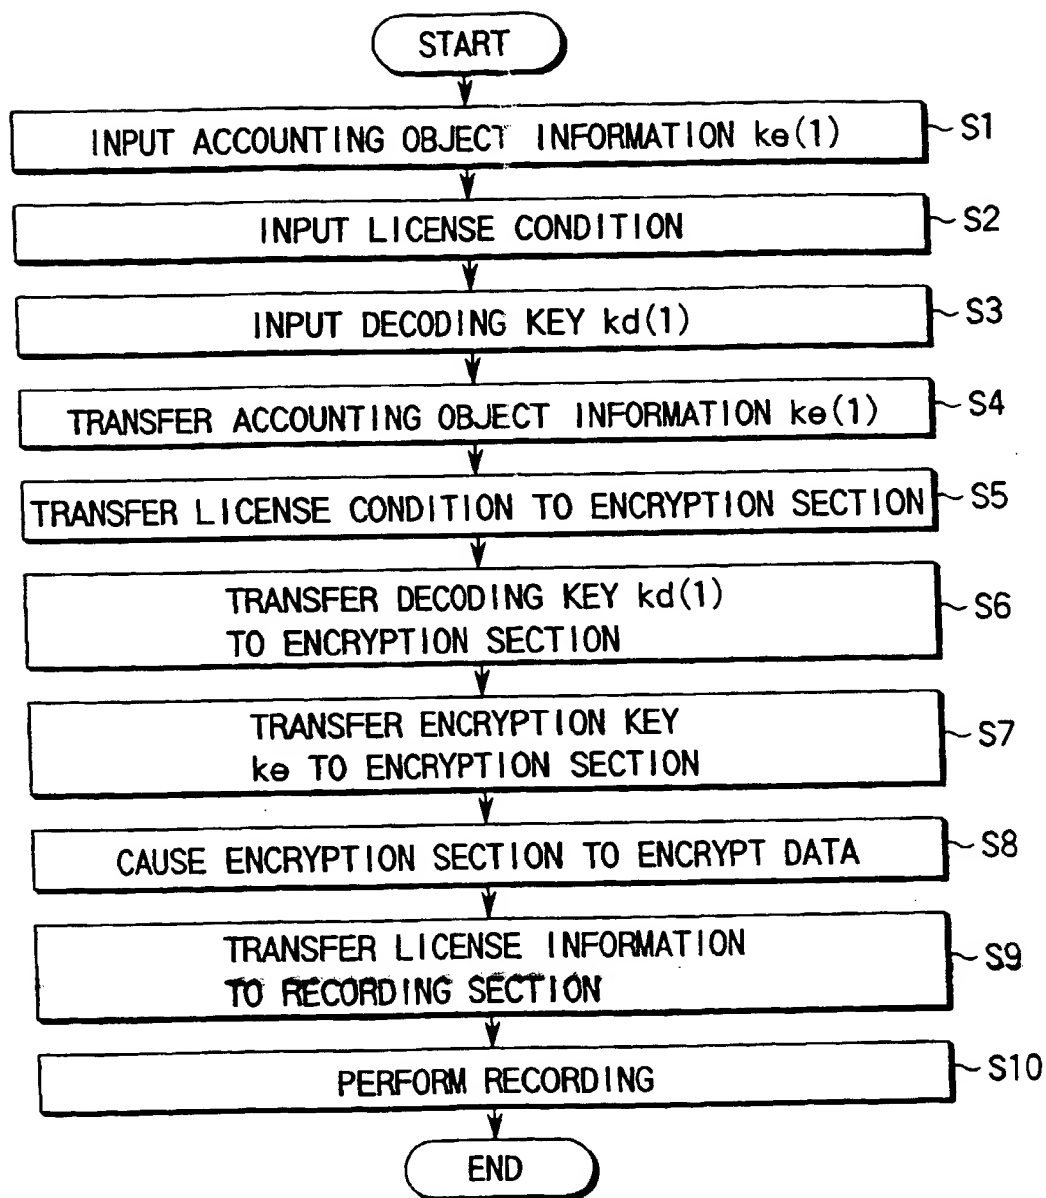 START
INPUT ACCOUNTING OBJECT INFORMATION ke(1)
S1
INPUT LICENSE CONDITION
S2
INPUT DECODING KEY kd(1)
S3
TRANSFER ACCOUNTING OBJECT INFORMATION ke(1)
S4
TRANSFER LICENSE CONDITION TO ENCRYPTION SECTION
S5
TRANSFER DECODING KEY kd(1)
TO ENCRYPTION SECTION
S6
TRANSFER ENCRYPTION KEY
ke TO ENCRYPTION SECTION
S7
CAUSE ENCRYPTION SECTION TO ENCRYPT DATA
S8
TRANSFER LICENSE INFORMATION
TO RECORDING SECTION
S9
PERFORM RECORDING
S10
END